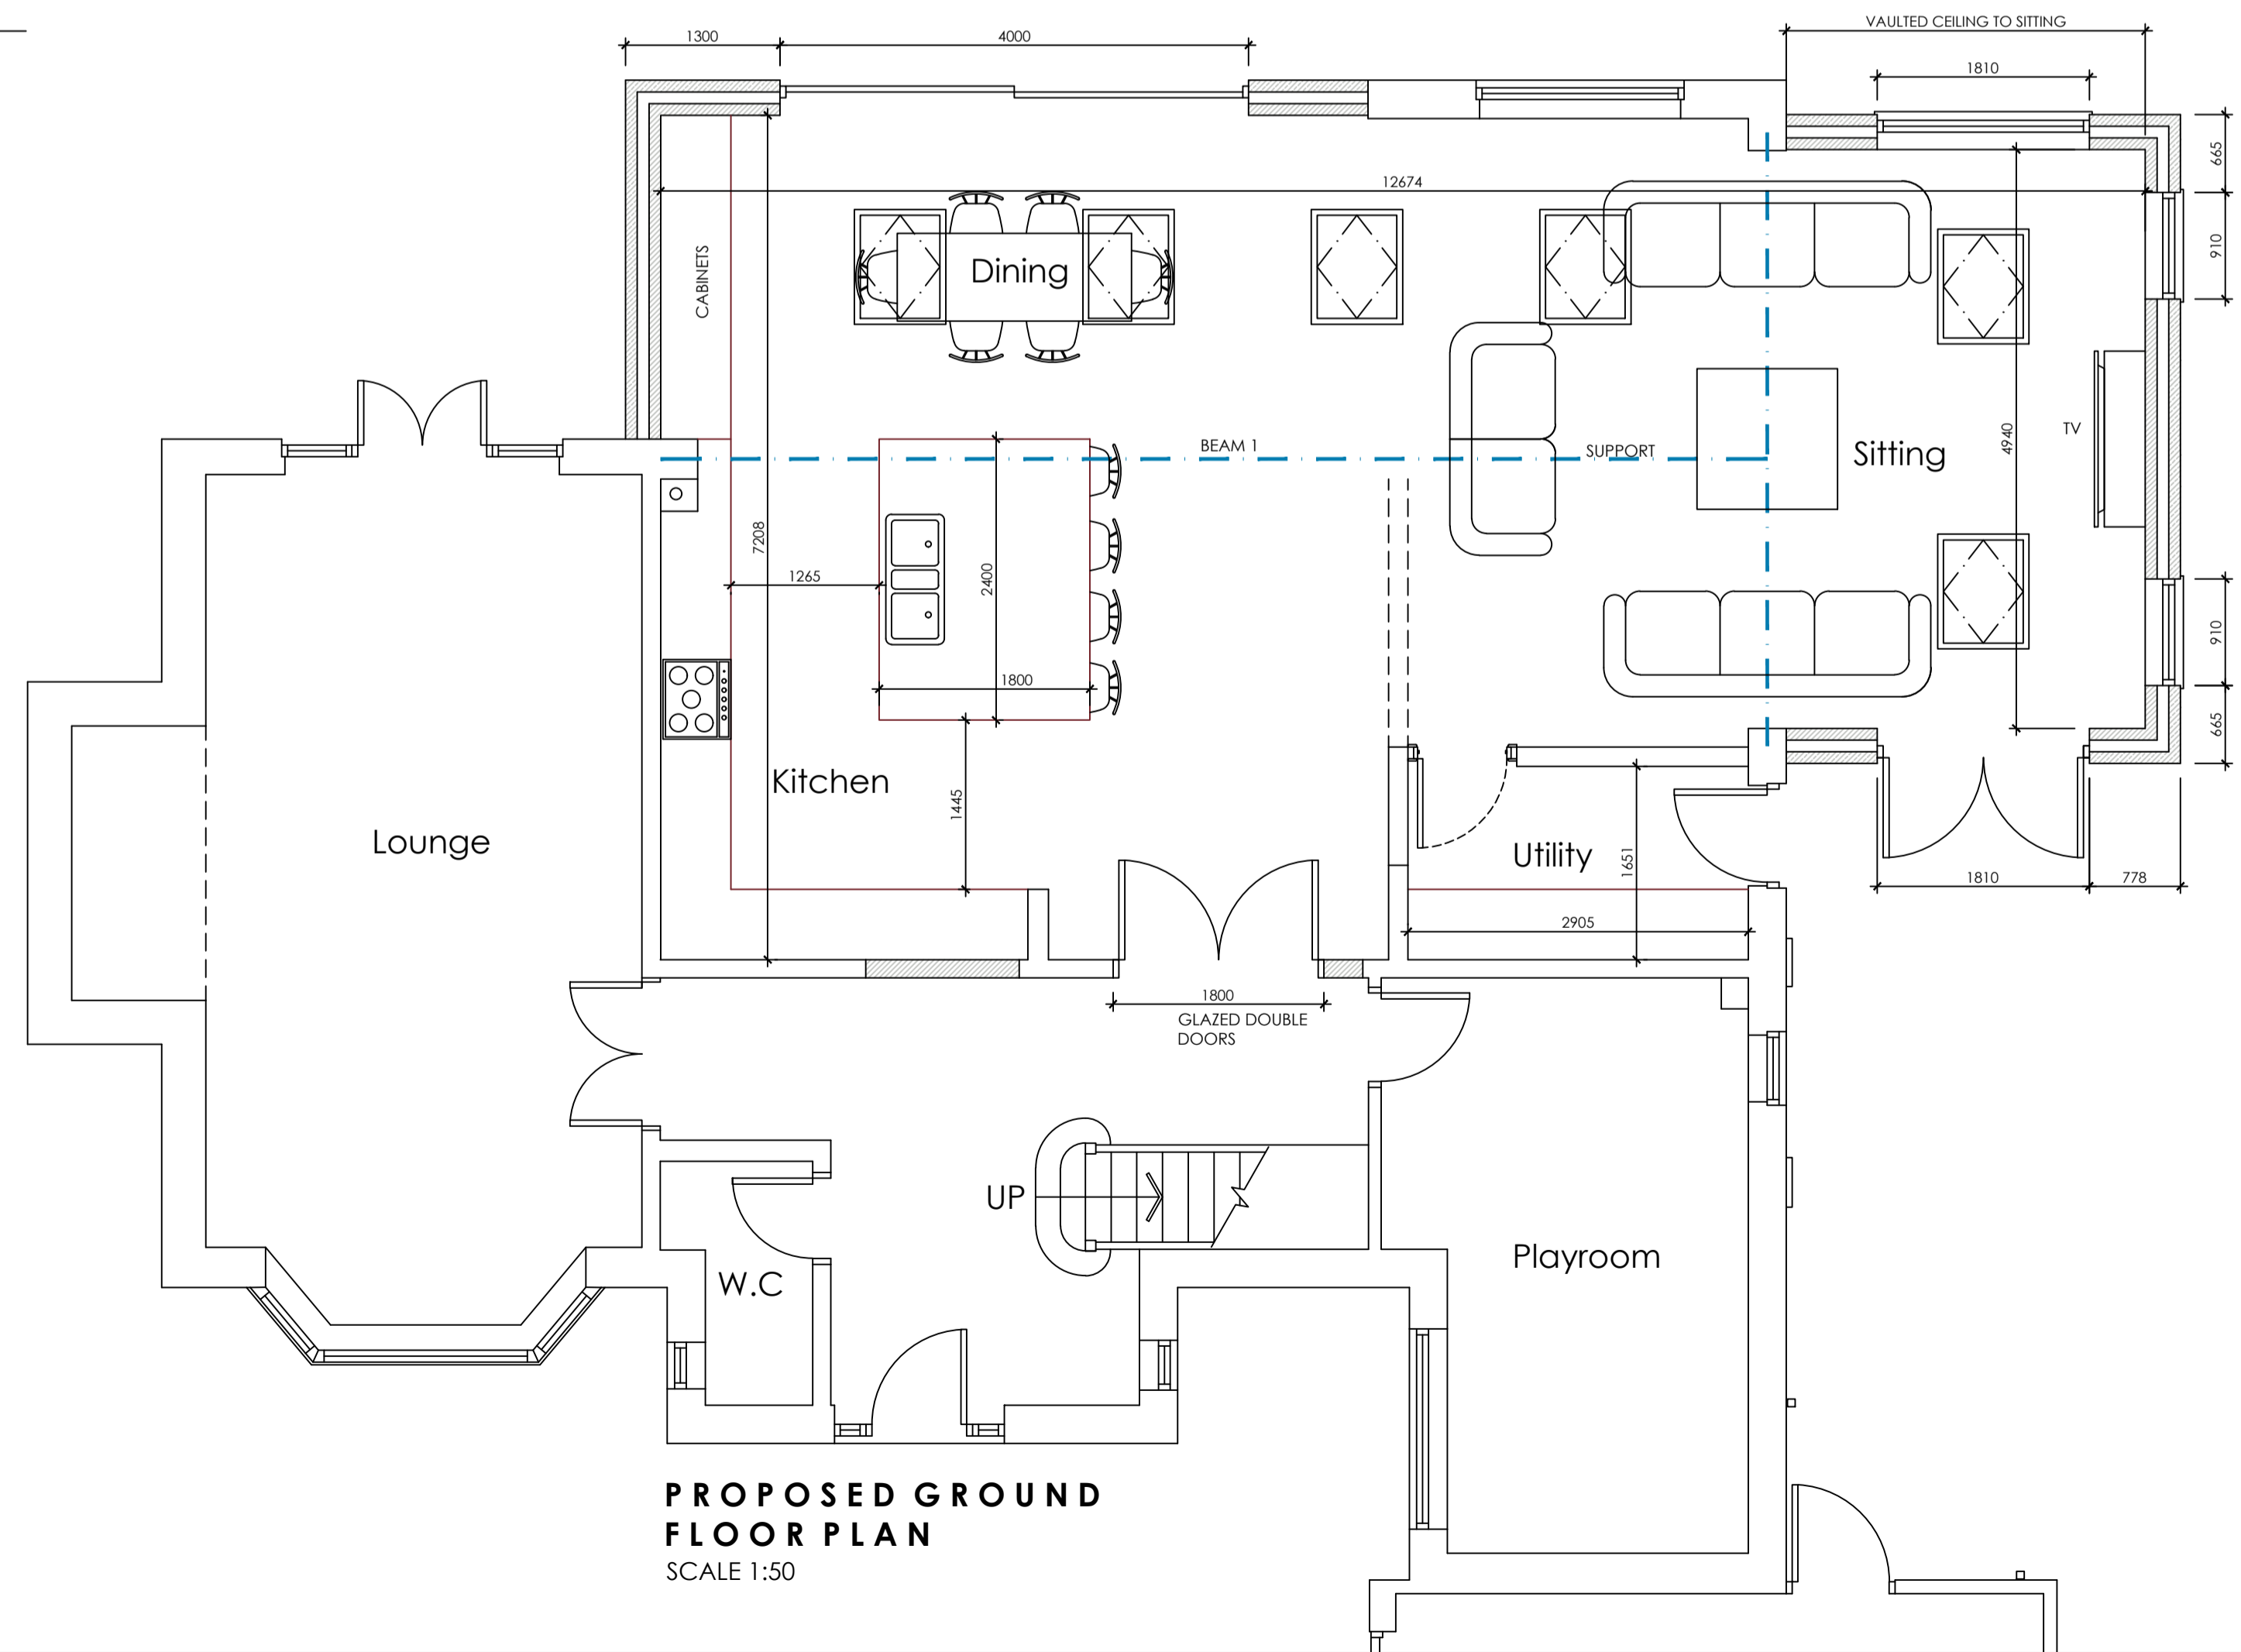 VAULTED CEILING TO SITTING
1300
4000
1810
665
12674
910
CABINETS
Dining
BEAM 1
SUPPORT
Sitting
4940
TV
7208
1265
2400
910
1800
665
Kitchen
1445
Lounge
Utility
1651
1810
778
2905
1800
GLAZED DOUBLE
DOORS
UP
W.C
Playroom
PROPOSED GROUND
FLOOR PLAN
SCALE 1:50